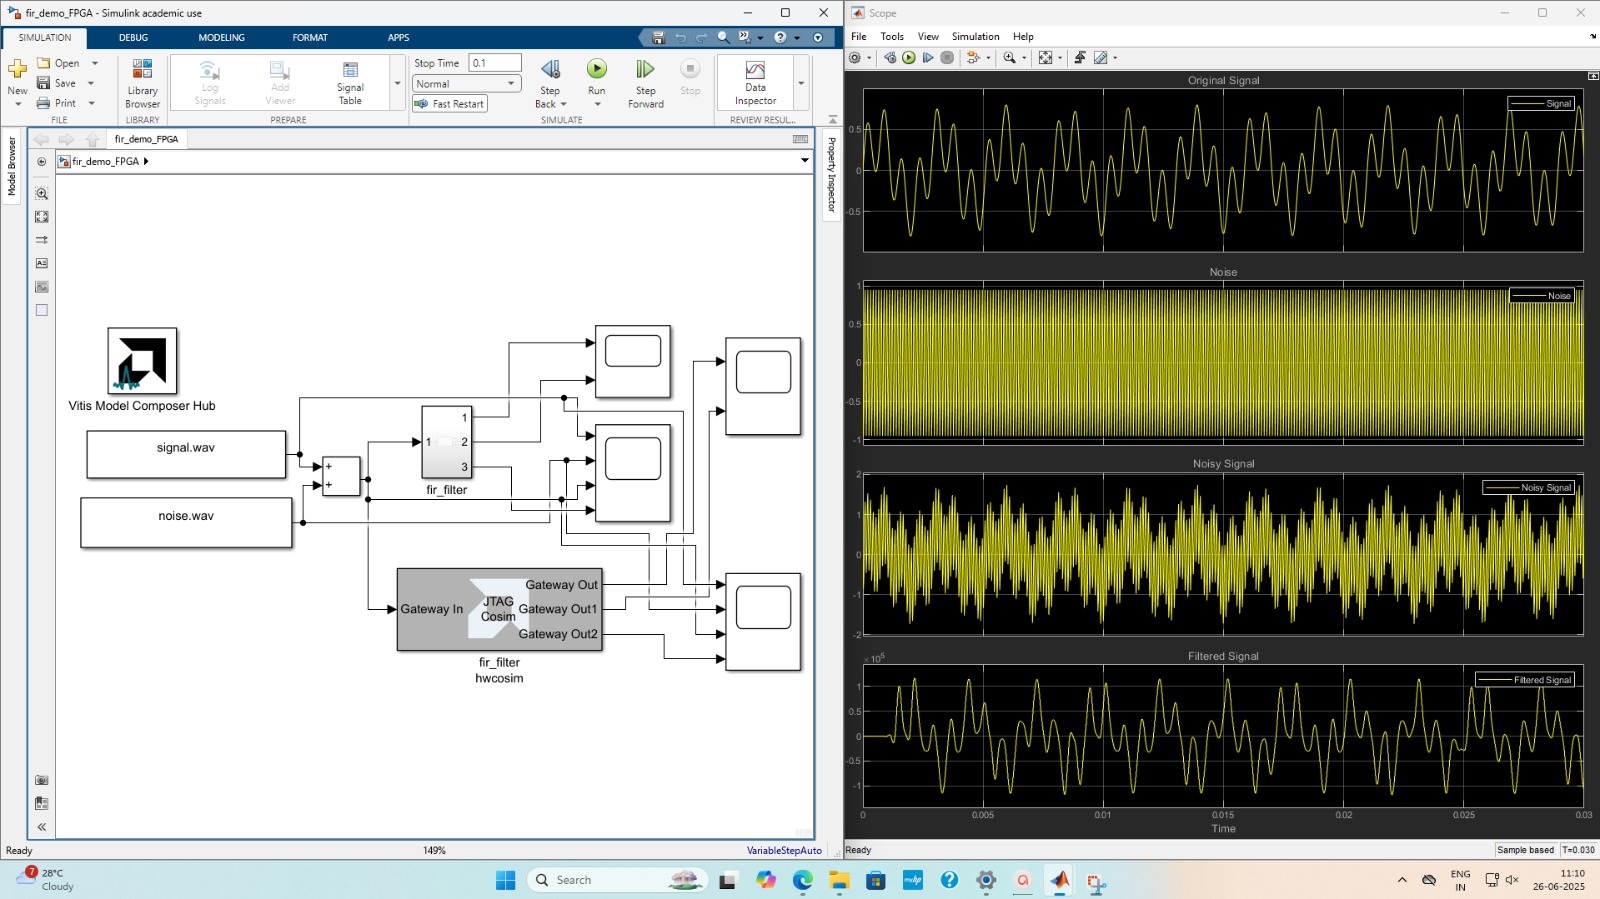 fir_demo_FPGA - Simulink academic use
SIMULATION DEBUG MODELING FORMAT APPS
New
Open
Save
Print
FILE
Library Browser
LIBRARY
Log Signals
Add Viewer
Signal Table
PREPARE
Stop Time 0.1
Normal
Fast Restart
Step Back
Run
Step Forward
Stop
SIMULATE
Data Inspector
REVIEW RESUL...
Model Browser
fir_demo_FPGA
fir_demo_FPGA
Property Inspector
Vitis Model Composer Hub
signal.wav
noise.wav
+
+
1
1
2
3
fir_filter
Gateway In
JTAG
Cosim
Gateway Out
Gateway Out1
Gateway Out2
fir_filter
hwcosim
Ready 149% VariableStepAuto
Scope
File Tools View Simulation Help
Original Signal
Signal
0.5
0
-0.5
Noise
Noise
1
0.5
0
-0.5
-1
Noisy Signal
Noisy Signal
2
1
0
-1
-2
Filtered Signal
×10⁵
Filtered Signal
1
0.5
0
-0.5
-1
0 0.005 0.01 0.015 0.02 0.025 0.03
Time
Ready Sample based T=0.030
7
28°C
Cloudy
Search
myhp
ENG
IN
11:10
26-06-2025